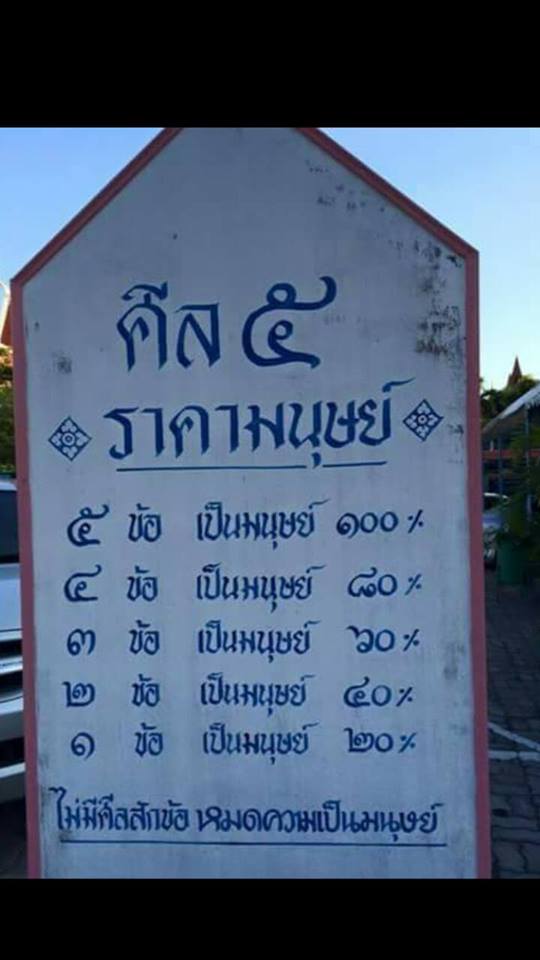 ศีล ๕
ราคามนุษย์
๕ ข้อ เป็นมนุษย์ ๑๐๐ %
๔ ข้อ เป็นมนุษย์ ๘๐ %
๓ ข้อ เป็นมนุษย์ ๖๐ %
๒ ข้อ เป็นมนุษย์ ๔๐ %
๑ ข้อ เป็นมนุษย์ ๒๐ %
ไม่มีศีลสักข้อ หมดความเป็นมนุษย์